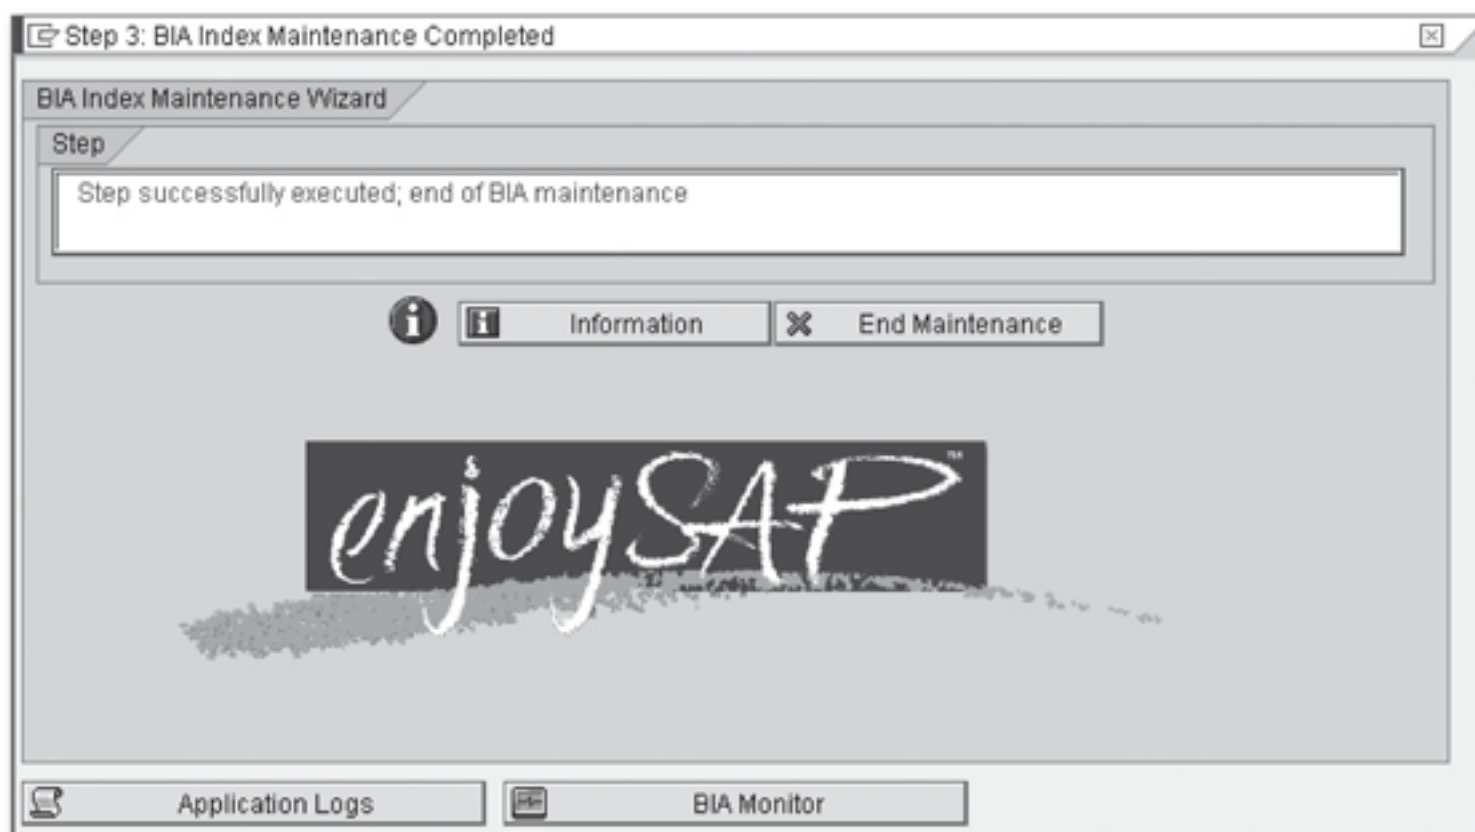 Step 3: BIA Index Maintenance Completed
BIA Index Maintenance Wizard
Step
Step successfully executed; end of BIA maintenance
Information End Maintenance
enjoySAP™
Application Logs BIA Monitor